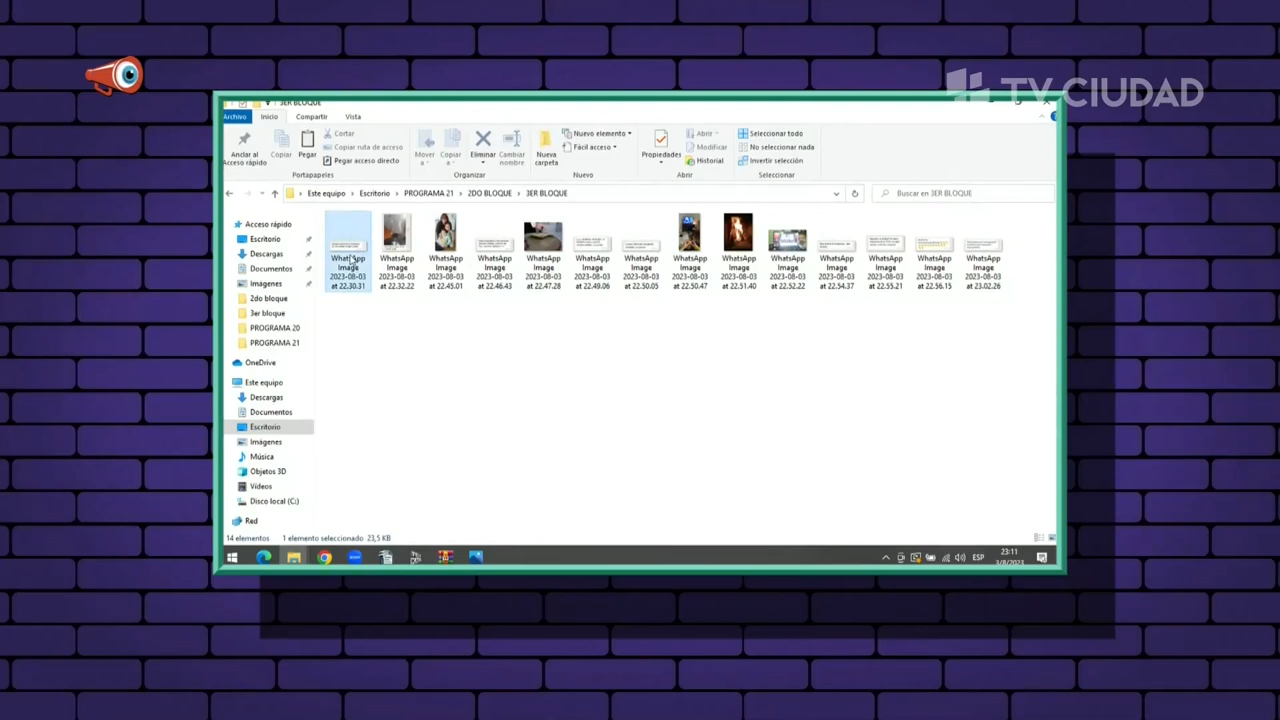 TV CIUDAD
3ER BLOQUE
Archivo Inicio Compartir Vista
Anclar al Acceso rápido
Copiar
Pegar
Cortar
Copiar ruta de acceso
Pegar acceso directo
Portapapeles
Mover a
Copiar a
Eliminar
Cambiar nombre
Organizar
Nueva carpeta
Nuevo elemento
Fácil acceso
Nuevo
Propiedades
Abrir
Modificar
Historial
Abrir
Seleccionar todo
No seleccionar nada
Invertir selección
Seleccionar
Este equipo > Escritorio > PROGRAMA 21 > 2DO BLOQUE > 3ER BLOQUE
Buscar en 3ER BLOQUE
Acceso rápido
Escritorio
Descargas
Documentos
Imágenes
2do bloque
3er bloque
PROGRAMA 20
PROGRAMA 21
OneDrive
Este equipo
Descargas
Documentos
Escritorio
Imágenes
Música
Objetos 3D
Vídeos
Disco local (C:)
Red
WhatsApp Image 2023-08-03 at 22.30.31
WhatsApp Image 2023-08-03 at 22.32.22
WhatsApp Image 2023-08-03 at 22.45.01
WhatsApp Image 2023-08-03 at 22.46.43
WhatsApp Image 2023-08-03 at 22.47.28
WhatsApp Image 2023-08-03 at 22.49.06
WhatsApp Image 2023-08-03 at 22.50.05
WhatsApp Image 2023-08-03 at 22.50.47
WhatsApp Image 2023-08-03 at 22.51.40
WhatsApp Image 2023-08-03 at 22.52.22
WhatsApp Image 2023-08-03 at 22.54.37
WhatsApp Image 2023-08-03 at 22.55.21
WhatsApp Image 2023-08-03 at 22.56.15
WhatsApp Image 2023-08-03 at 23.02.26
14 elementos 1 elemento seleccionado 23,5 KB
ESP
23:11
3/8/2023